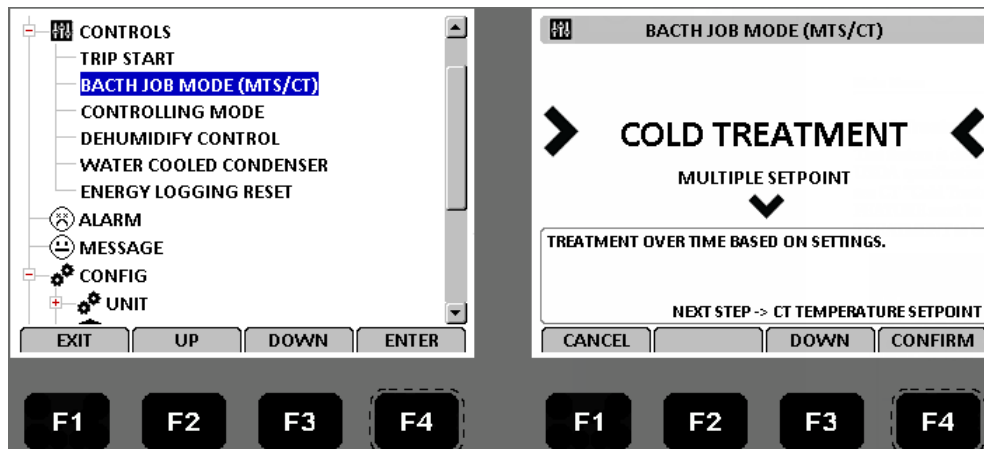 CONTROLS
TRIP START
BACTH JOB MODE (MTS/CT)
CONTROLLING MODE
DEHUMIDIFY CONTROL
WATER COOLED CONDENSER
ENERGY LOGGING RESET
ALARM
MESSAGE
CONFIG
UNIT
EXIT UP DOWN ENTER
F1 F2 F3 F4
BACTH JOB MODE (MTS/CT)
COLD TREATMENT
MULTIPLE SETPOINT
TREATMENT OVER TIME BASED ON SETTINGS.
NEXT STEP -> CT TEMPERATURE SETPOINT
CANCEL DOWN CONFIRM
F1 F2 F3 F4